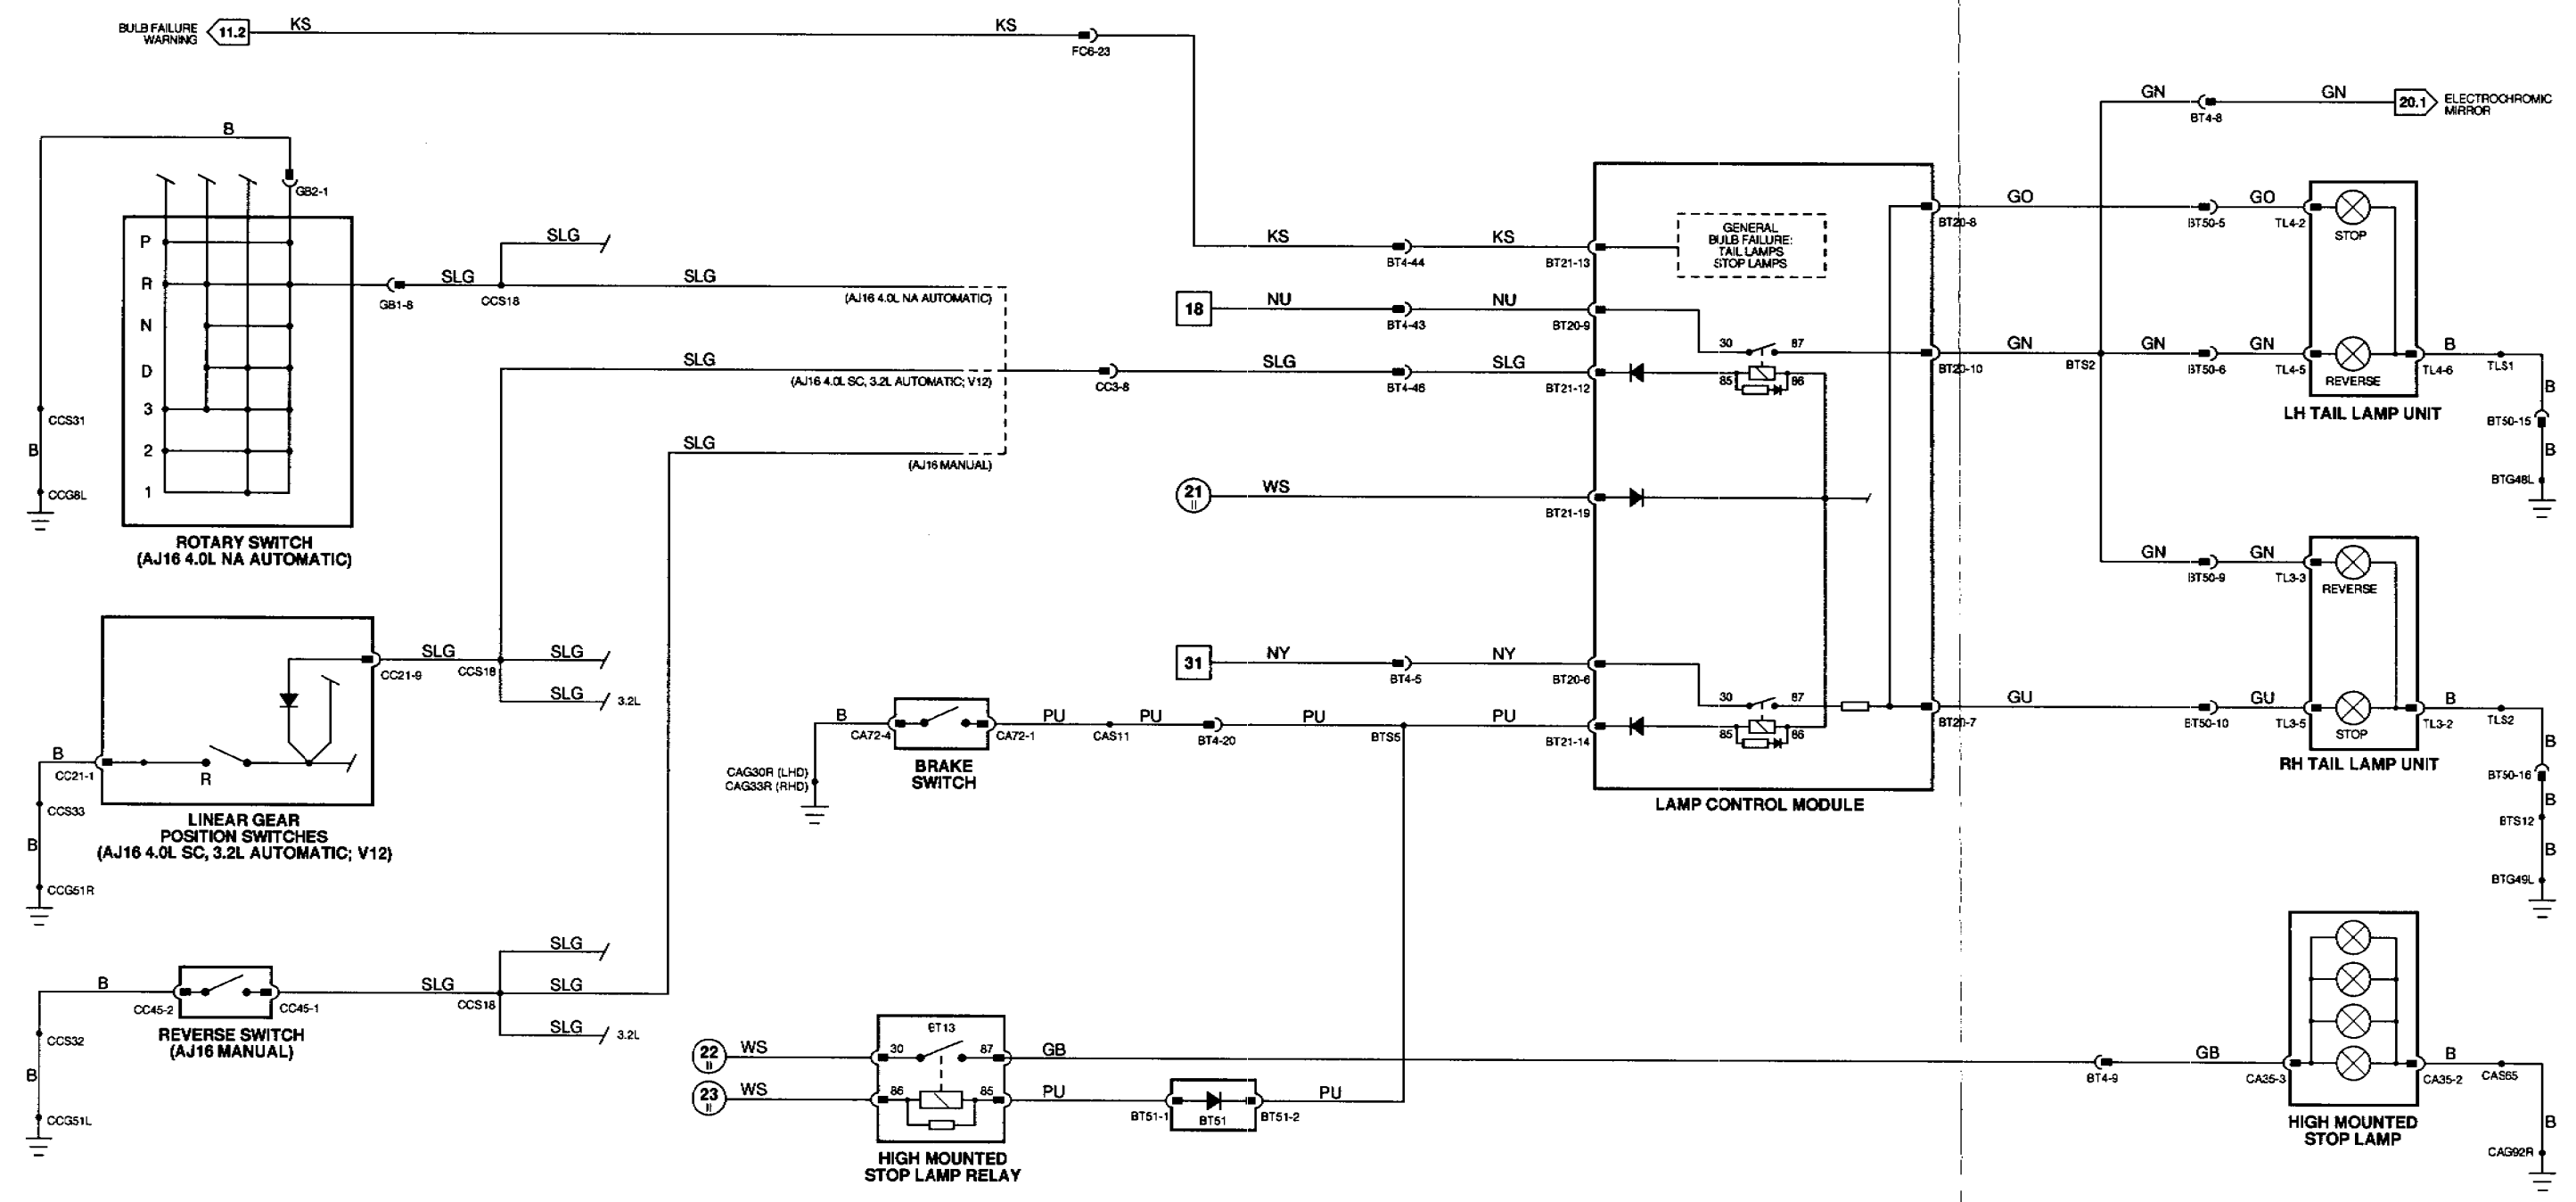 BULB FAILURE
WARNING
11.2
KS
KS
FC6-23
B
GB2-1
P
R
N
D
3
2
1
CCS31
B
CCG8L
ROTARY SWITCH
(AJ16 4.0L NA AUTOMATIC)
GB1-8
SLG
CCS18
SLG
SLG
(AJ16 4.0L NA AUTOMATIC)
SLG
(AJ16 4.0L SC, 3.2L AUTOMATIC; V12)
SLG
(AJ16 MANUAL)
CC3-8
SLG
BT4-46
SLG
BT21-12
KS
BT4-44
KS
BT21-13
18
NU
BT4-43
NU
BT20-9
21
II
WS
BT21-19
31
NY
BT4-5
NY
BT20-6
GENERAL
BULB FAILURE:
TAIL LAMPS
STOP LAMPS
30
87
85
86
30
87
85
86
LAMP CONTROL MODULE
BT20-8
BT20-10
BT20-7
GO
BT50-5
GO
TL4-2
STOP
GN
BT4-8
GN
20.1
ELECTROCHROMIC
MIRROR
GN
BTS2
BT50-6
GN
TL4-5
REVERSE
TL4-6
B
TLS1
B
BT50-15
B
BTG48L
LH TAIL LAMP UNIT
GN
BT50-9
GN
TL3-3
REVERSE
GU
BT50-10
GU
TL3-5
STOP
TL3-2
B
TLS2
B
BT50-16
B
BTS12
B
BTG49L
RH TAIL LAMP UNIT
SLG
CC21-9
CCS18
SLG
SLG
3.2L
B
CC21-1
R
CCS33
B
CCG51R
LINEAR GEAR
POSITION SWITCHES
(AJ16 4.0L SC, 3.2L AUTOMATIC; V12)
B
CA72-4
CA72-1
PU
CAS11
PU
BT4-20
PU
BTS5
PU
BT21-14
CAG30R (LHD)
CAG33R (RHD)
BRAKE
SWITCH
B
CC45-2
CC45-1
SLG
CCS18
SLG
SLG
SLG
3.2L
CCS32
B
CCG51L
REVERSE SWITCH
(AJ16 MANUAL)
22
II
WS
23
II
WS
BT13
30
87
86
85
GB
PU
BT51-1
BT51
BT51-2
PU
HIGH MOUNTED
STOP LAMP RELAY
BT4-9
GB
CA35-3
CA35-2
B
CAS65
B
CAG92R
HIGH MOUNTED
STOP LAMP